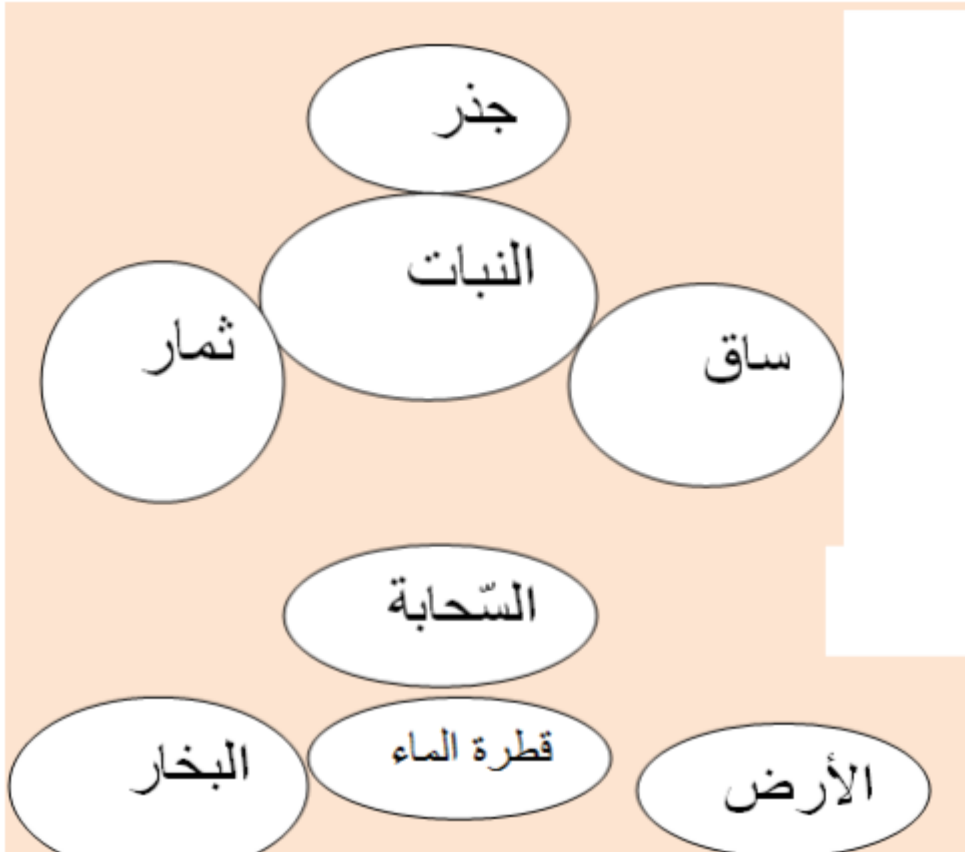 جذر
النبات
ساق
ثمار
السّحابة
قطرة الماء
الأرض
البخار